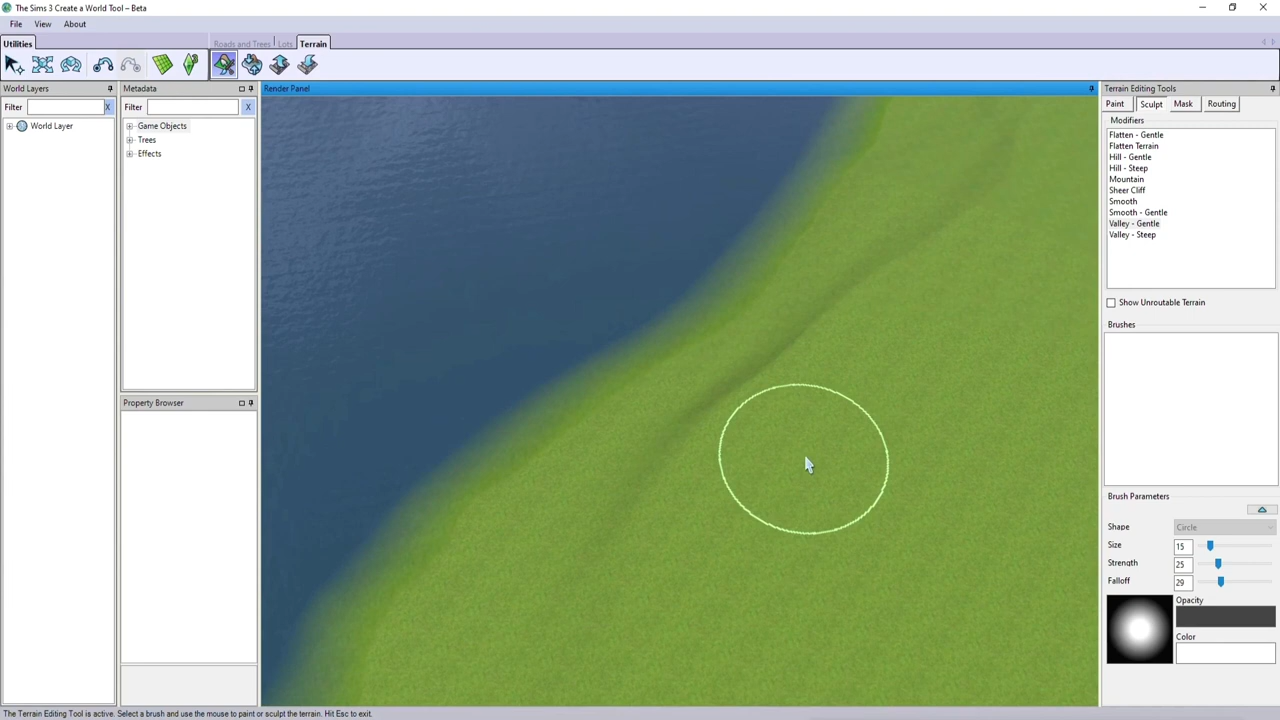 The Sims 3 Create a World Tool – Beta
File View About
Utilities Roads and Trees Lots Terrain
World Layers
Filter X
World Layer
Metadata
Filter X
Game Objects
Trees
Effects
Property Browser
Render Panel
Terrain Editing Tools
Paint Sculpt Mask Routing
Modifiers
Flatten - Gentle
Flatten Terrain
Hill - Gentle
Hill - Steep
Mountain
Sheer Cliff
Smooth
Smooth - Gentle
Valley - Gentle
Valley - Steep
Show Unroutable Terrain
Brushes
Brush Parameters
Shape Circle
Size 15
Strength 25
Falloff 29
Opacity
Color
The Terrain Editing Tool is active. Select a brush and use the mouse to paint or sculpt the terrain. Hit Esc to exit.